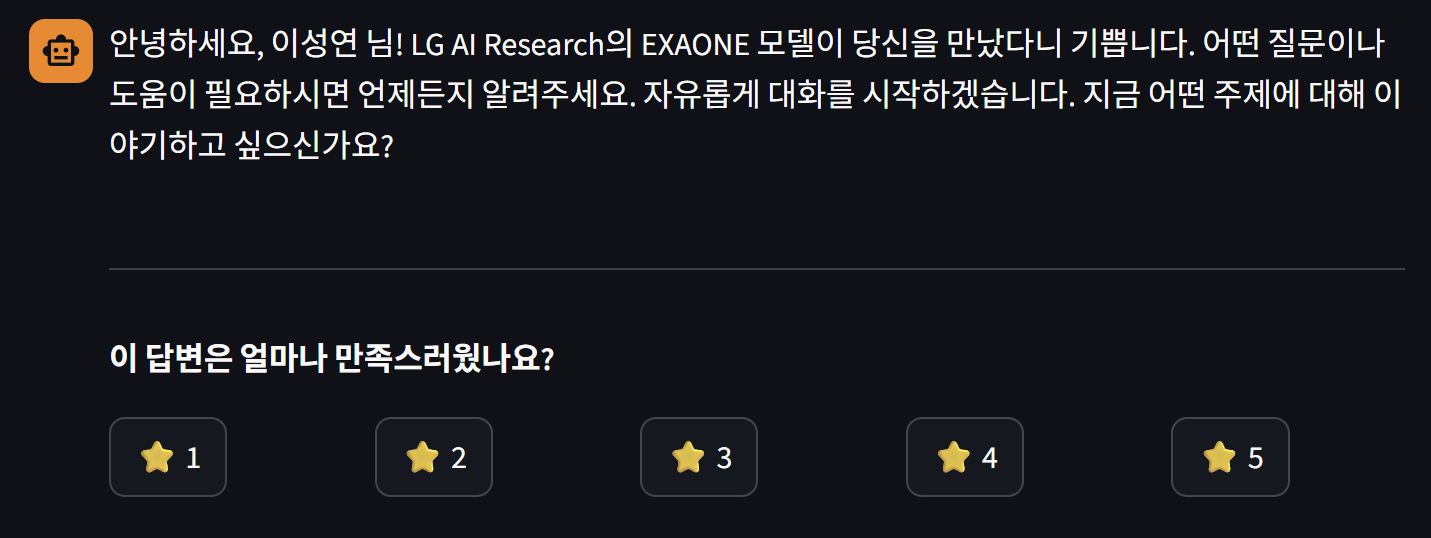 안녕하세요, 이성연 님! LG AI Research의 EXAONE 모델이 당신을 만났다니 기쁩니다. 어떤 질문이나
도움이 필요하시면 언제든지 알려주세요. 자유롭게 대화를 시작하겠습니다. 지금 어떤 주제에 대해 이
야기하고 싶으신가요?
이 답변은 얼마나 만족스러웠나요?
⭐ 1 ⭐ 2 ⭐ 3 ⭐ 4 ⭐ 5